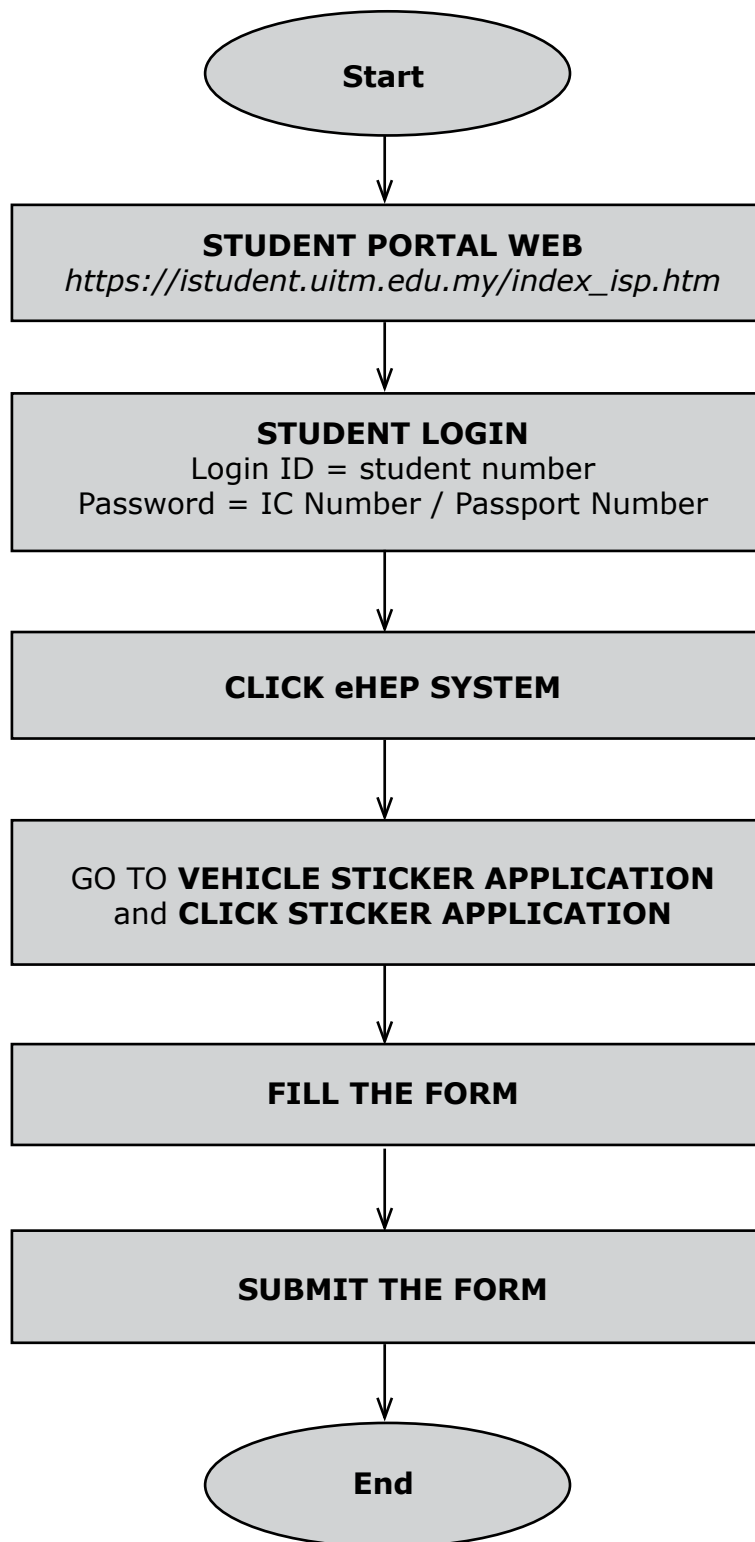 Start
STUDENT PORTAL WEB
https://istudent.uitm.edu.my/index_isp.htm
STUDENT LOGIN
Login ID = student number
Password = IC Number / Passport Number
CLICK eHEP SYSTEM
GO TO VEHICLE STICKER APPLICATION
and CLICK STICKER APPLICATION
FILL THE FORM
SUBMIT THE FORM
End